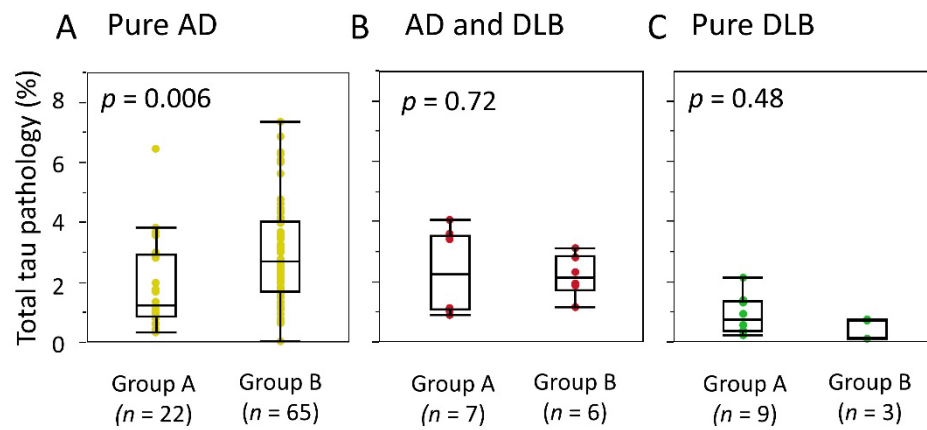 A Pure AD
B AD and DLB
C Pure DLB
Total tau pathology (%)
8
6
4
2
0
p = 0.006
p = 0.72
p = 0.48
Group A
(n = 22)
Group B
(n = 65)
Group A
(n = 7)
Group B
(n = 6)
Group A
(n = 9)
Group B
(n = 3)